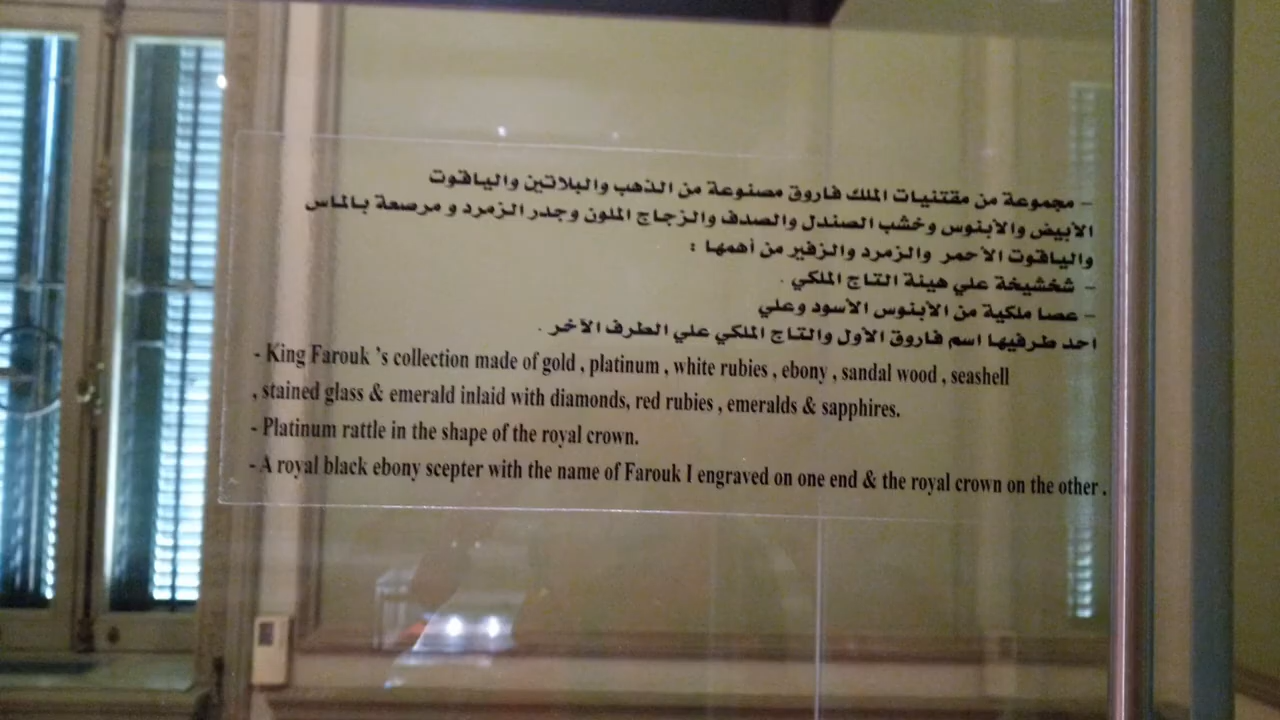 - مجموعة من مقتنيات الملك فاروق مصنوعة من الذهب والبلاتين والياقوت
الأبيض والأبنوس وخشب الصندل والصدف والزجاج الملون وجدر الزمرد و مرصعة بالماس
والياقوت الأحمر والزمرد والزفير من أهمها :
- شخشيخة علي هيئة التاج الملكي .
- عصا ملكية من الأبنوس الأسود وعلي
احد طرفيها اسم فاروق الأول والتاج الملكي علي الطرف الآخر .
- King Farouk 's collection made of gold , platinum , white rubies , ebony , sandal wood , seashell
, stained glass & emerald inlaid with diamonds, red rubies , emeralds & sapphires.
- Platinum rattle in the shape of the royal crown.
- A royal black ebony scepter with the name of Farouk I engraved on one end & the royal crown on the other .